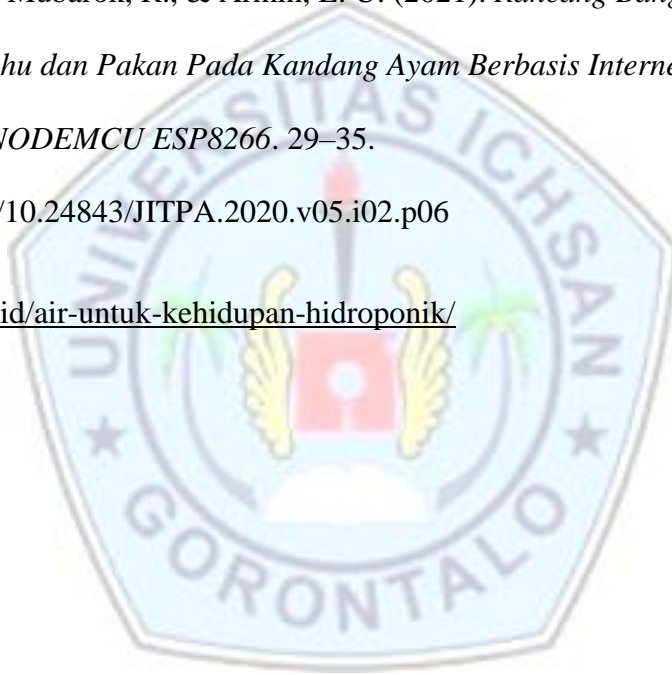 Mubarok, R., & Arifin, E. U. (2021). Rancang Bang
hu dan Pakan Pada Kandang Ayam Berbasis Interne
NODEMCU ESP8266. 29–35.
/10.24843/JITPA.2020.v05.i02.p06
id/air-untuk-kehidupan-hidroponik/
UNIVERSITAS ICHSAN
GORONTALO